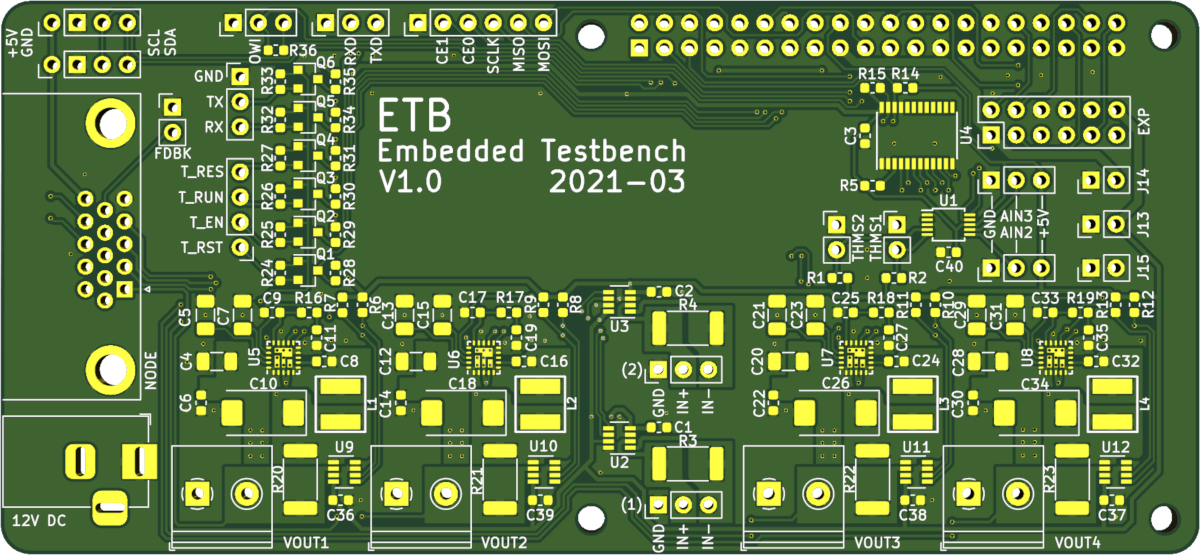 +5V
GND
SCL
SDA
OWI
R36
RXD
TXD
CE1
CE0
SCLK
MISO
MOSI
GND
TX
RX
FDBK
T_RES
T_RUN
T_EN
T_RST
R33
Q6
R35
R32
Q5
R34
R27
Q4
R31
R26
Q3
R30
R25
Q2
R29
R24
Q1
R28
ETB
Embedded Testbench
V1.0 2021-03
R15 R14
C3
U4
R5
EXP
U1
THMS2
THMS1
GND
AIN3
AIN2
+5V
J14
J13
J15
C40
R1
R2
NODE
12V DC
C5
C7
C9
R16
R7
R6
C11
C4
U5
C8
C10
C6
L1
C13
C15
C17
R17
R9
R8
C19
C12
U6
C16
C18
C14
L2
U3
C2
R4
(2)
GND
IN+
IN-
C1
U2
R3
(1)
GND
IN+
IN-
C21
C23
C25
R18
R11
R10
C27
C20
U7
C24
C26
C22
L3
C29
C31
C33
R19
R13
R12
C35
C28
U8
C32
C34
C30
L4
R20
U9
C36
VOUT1
R21
U10
C39
VOUT2
R22
U11
C38
VOUT3
R23
U12
C37
VOUT4